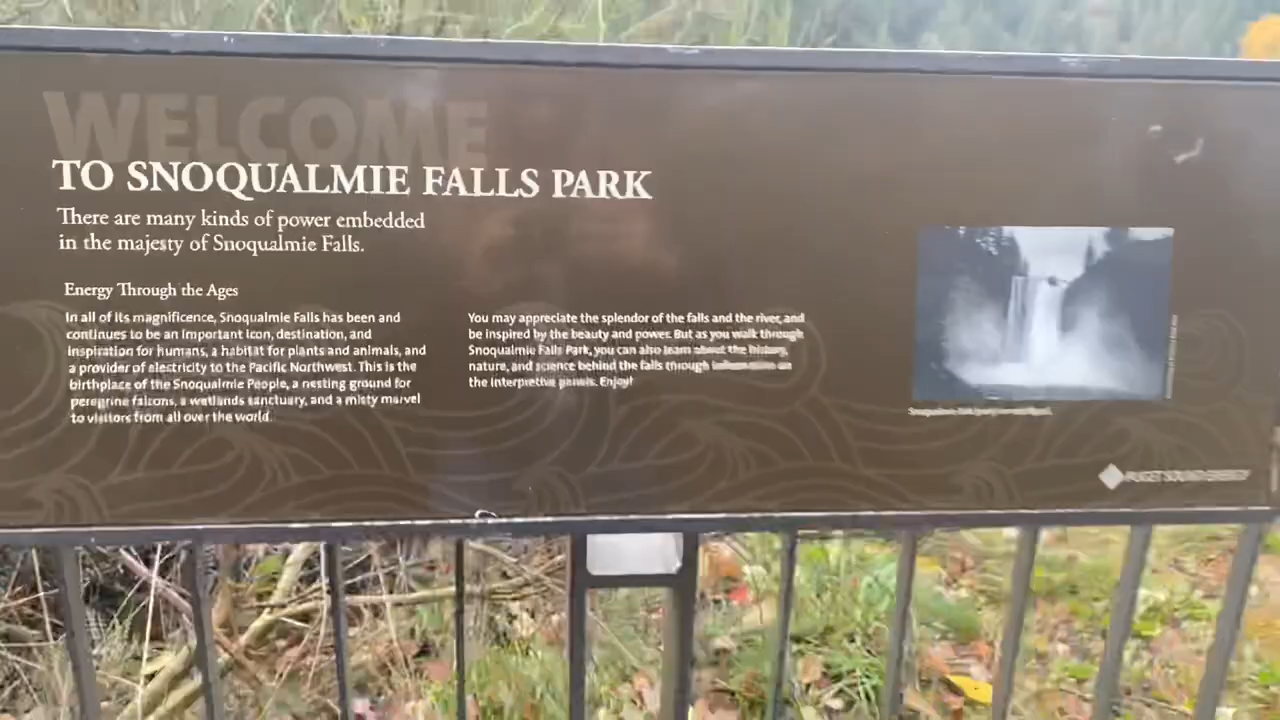 WELCOME
TO SNOQUALMIE FALLS PARK
There are many kinds of power embedded
in the majesty of Snoqualmie Falls.
Energy Through the Ages
In all of its magnificence, Snoqualmie Falls has been and
continues to be an important icon, destination, and
inspiration for humans, a habitat for plants and animals, and
a provider of electricity to the Pacific Northwest. This is the
birthplace of the Snoqualmie People, a nesting ground for
peregrine falcons, a wetlands sanctuary, and a misty marvel
to visitors from all over the world.
You may appreciate the splendor of the falls and the river, and
be inspired by the beauty and power. But as you walk through
Snoqualmie Falls Park, you can also learn about the history,
nature, and science behind the falls through information on
the interpretive panels. Enjoy!
PUGET SOUND ENERGY